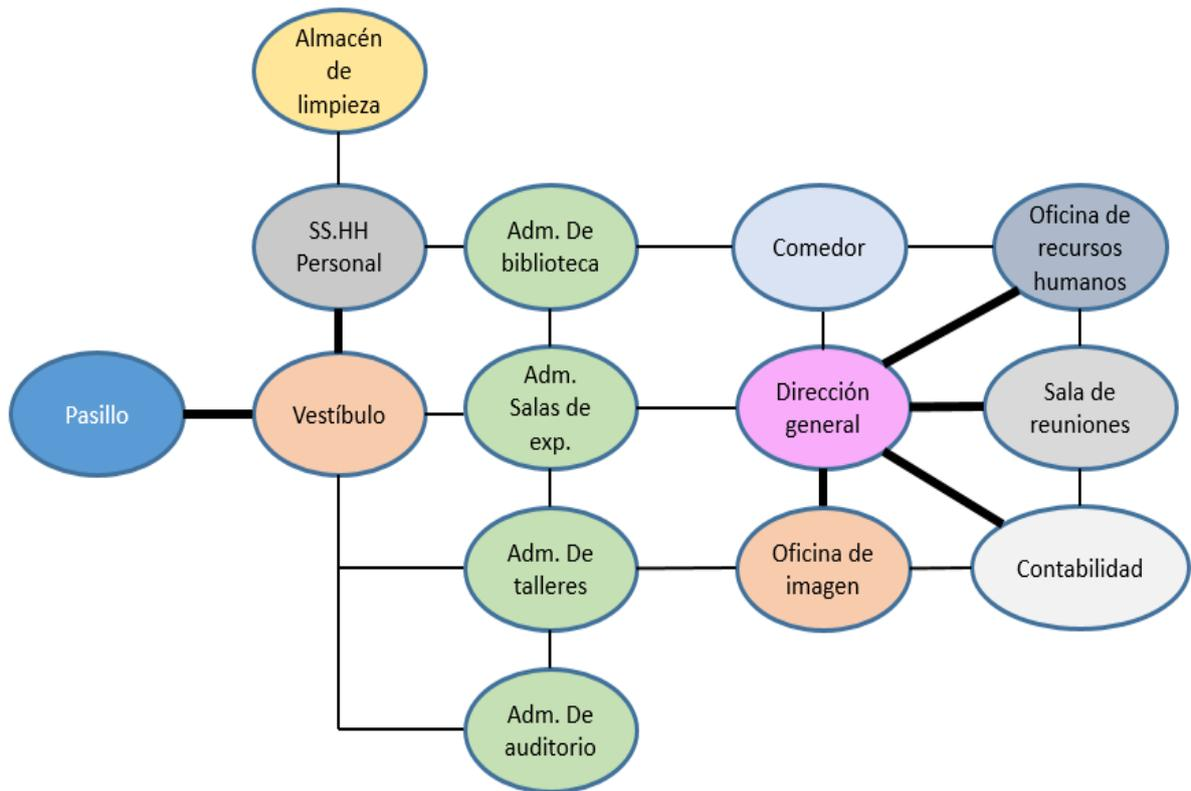 Almacén
de
limpieza
SS.HH
Personal
Adm. De
biblioteca
Comedor
Oficina de
recursos
humanos
Pasillo
Vestíbulo
Adm.
Salas de
exp.
Dirección
general
Sala de
reuniones
Adm. De
talleres
Oficina de
imagen
Contabilidad
Adm. De
auditorio